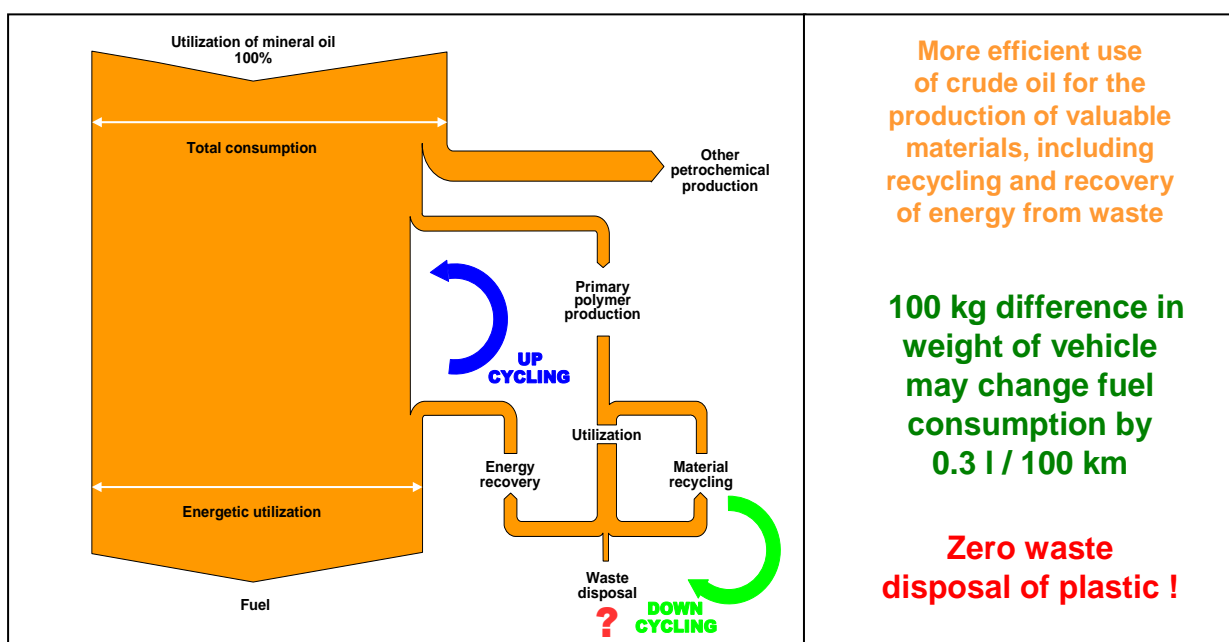 Utilization of mineral oil
100%
Total consumption
Other
petrochemical
production
Primary
polymer
production
UP
CYCLING
Utilization
Energy
recovery
Material
recycling
Energetic utilization
Waste
disposal
?
DOWN
CYCLING
Fuel
More efficient use
of crude oil for the
production of valuable
materials, including
recycling and recovery
of energy from waste
100 kg difference in
weight of vehicle
may change fuel
consumption by
0.3 l / 100 km
Zero waste
disposal of plastic !